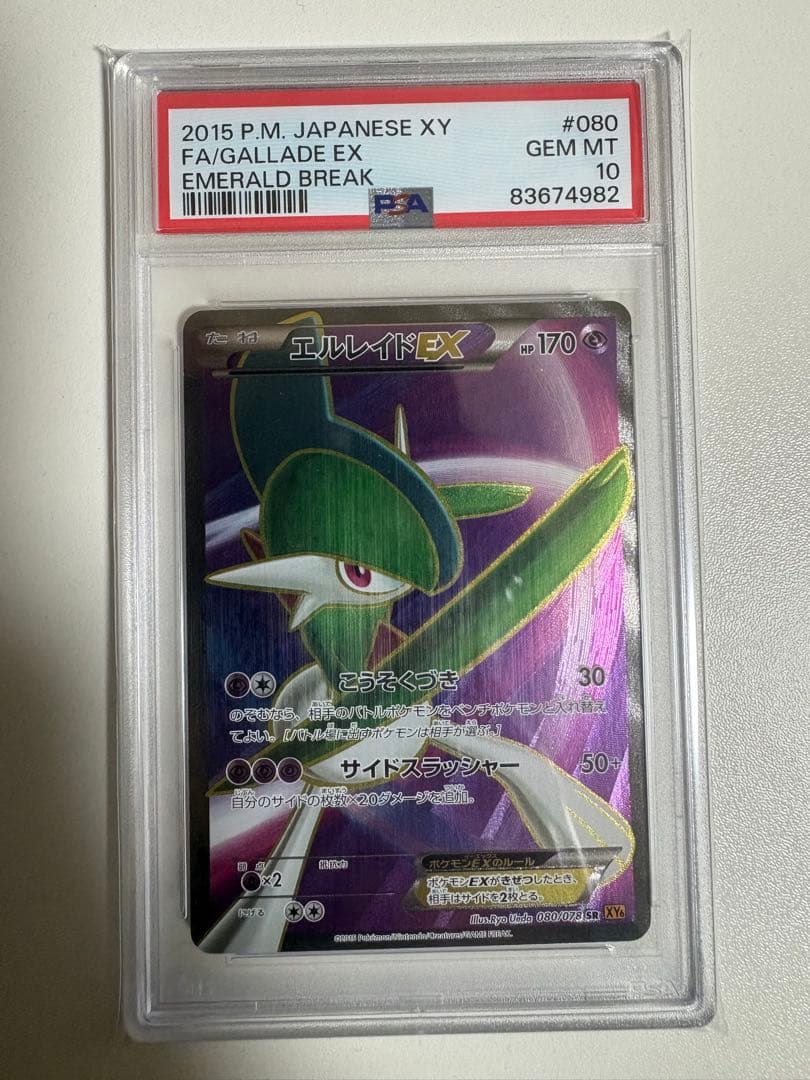 2015 P.M. JAPANESE XY #080
FA/GALLADE EX GEM MT
EMERALD BREAK 10
83674982
PSA
たね エルレイドEX HP170
こうそくづき 30
のぞむなら、相手のバトルポケモンをベンチポケモンと入れ替え
てよい。[バトル場に出すポケモンは相手が選ぶ。]
サイドスラッシャー 50+
自分のサイドの枚数×20ダメージを追加。
弱点 抵抗力
×2
にげる
ポケモンEXのルール
ポケモンEXがきぜつしたとき、
相手はサイドを2枚とる。
Illus. Ryo Ueda 080/078 SR XY6
©2015 Pokémon/Nintendo/Creatures/GAME FREAK.